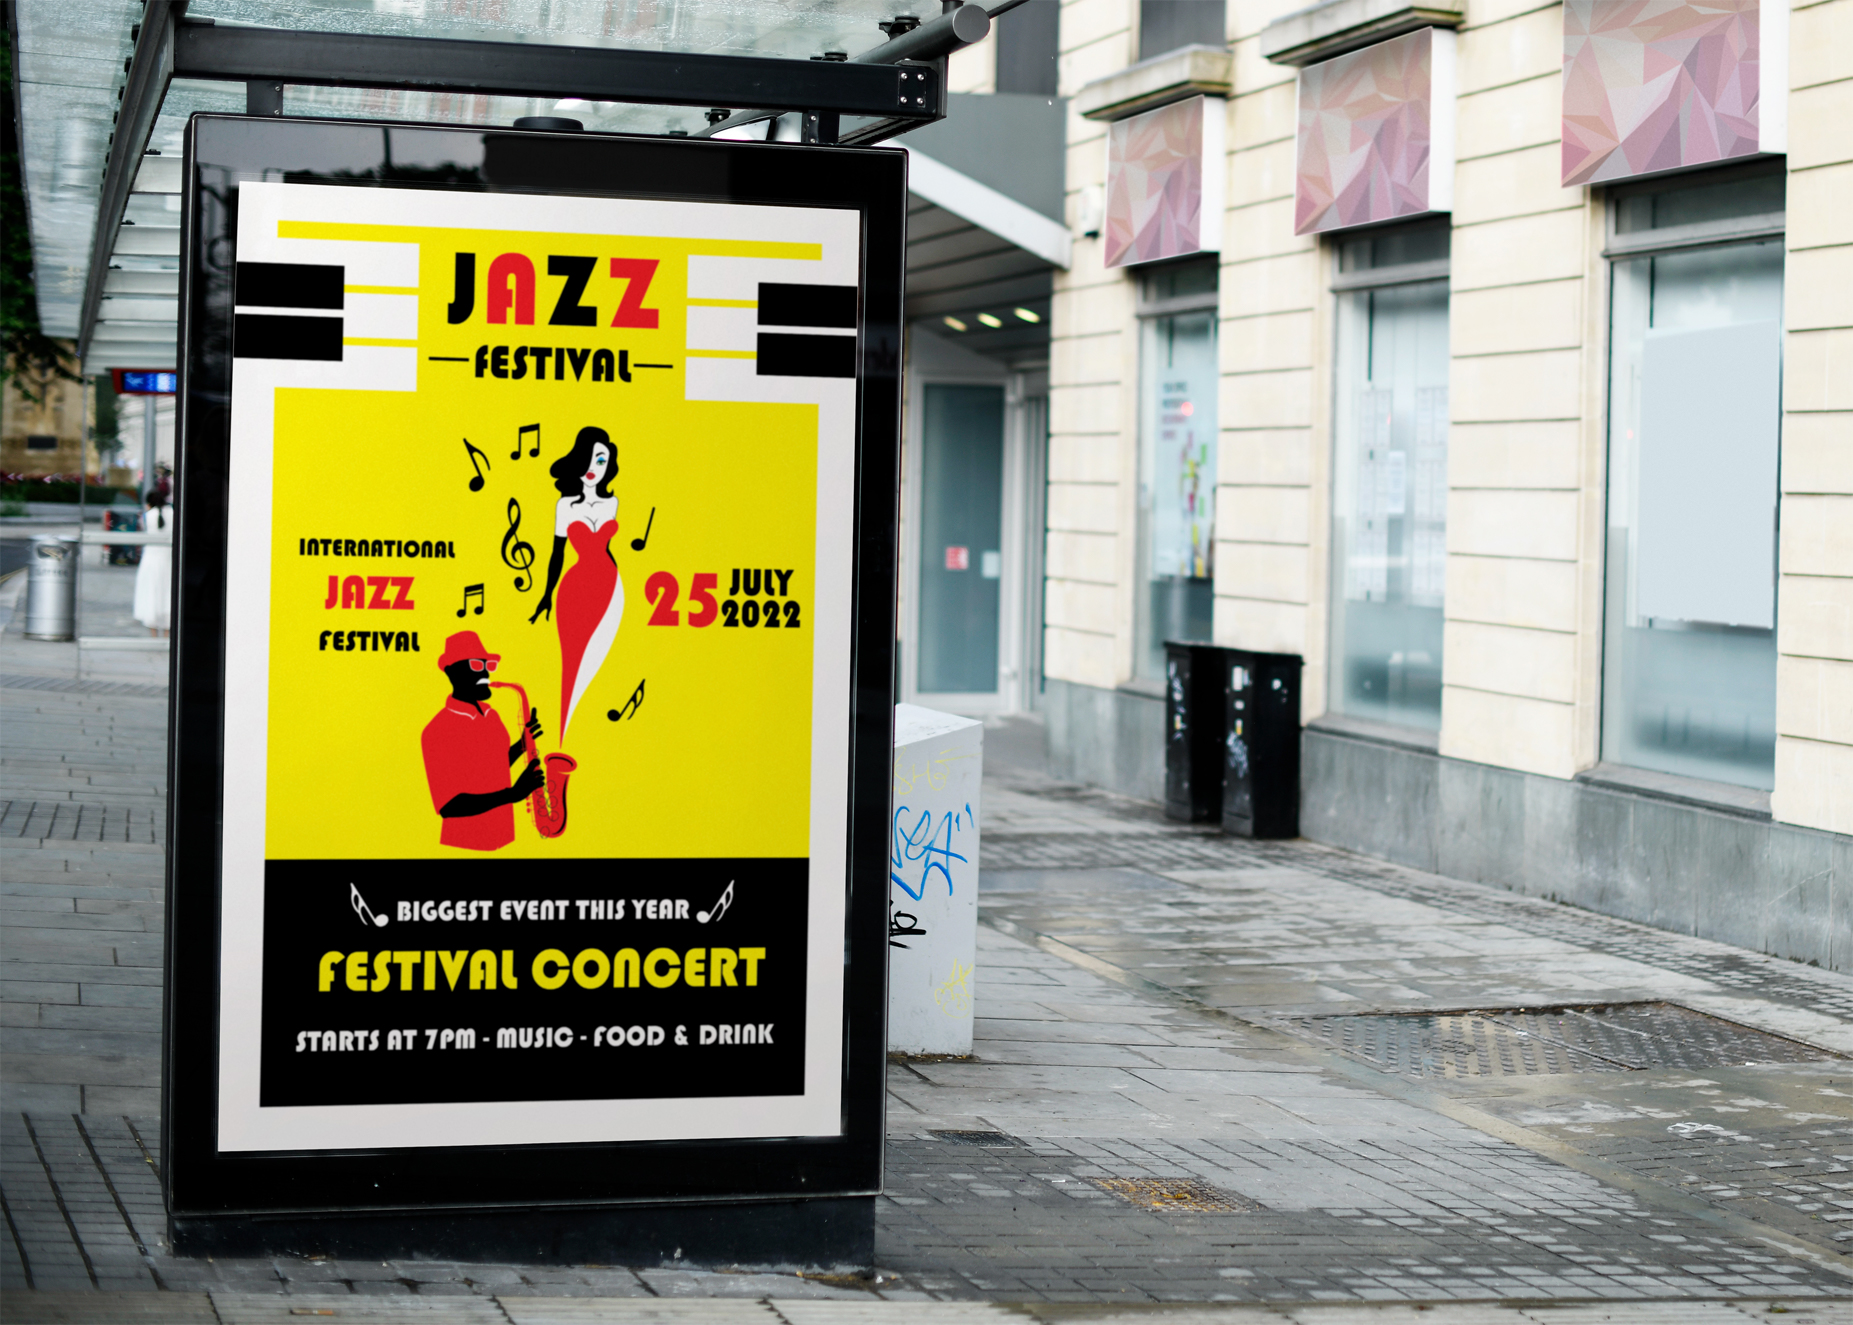 JAZZ
FESTIVAL
INTERNATIONAL
JAZZ
FESTIVAL
25 JULY
2022
BIGGEST EVENT THIS YEAR
FESTIVAL CONCERT
STARTS AT 7PM - MUSIC - FOOD & DRINK